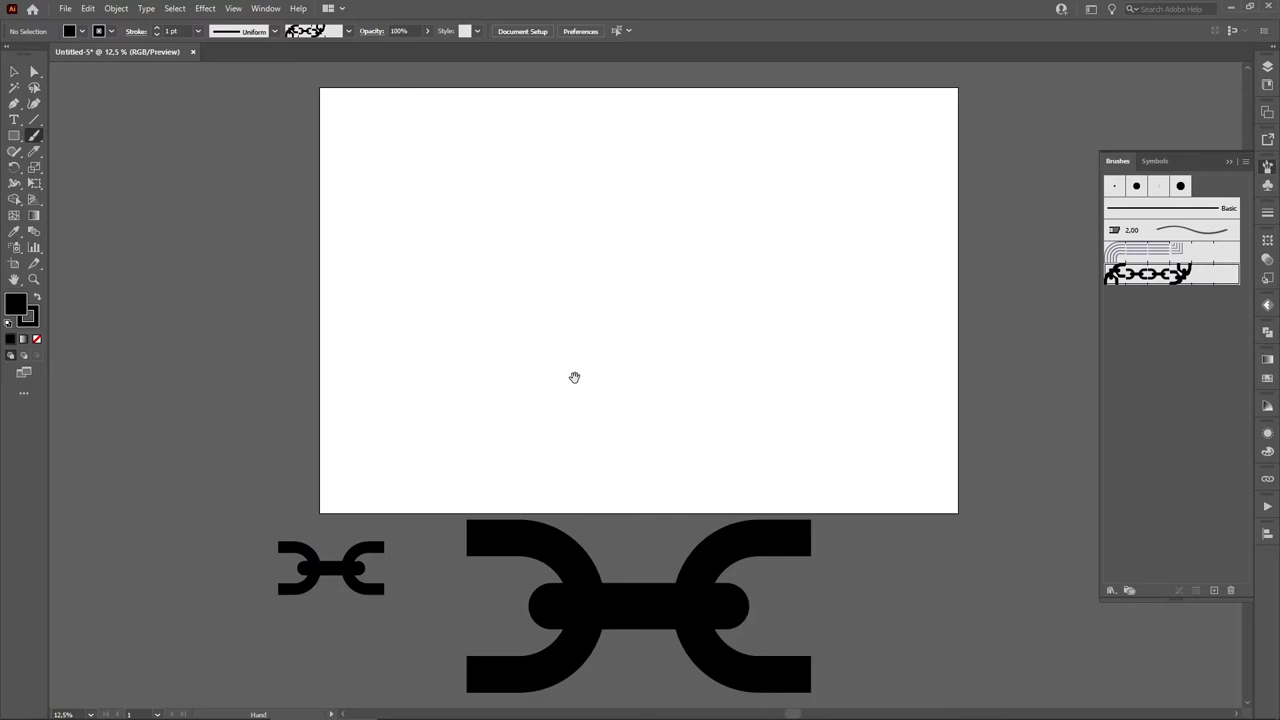 Ai File Edit Object Type Select Effect View Window Help Search Adobe Help
No Selection Stroke: 1 pt Uniform Opacity: 100% Style: Document Setup Preferences
Untitled-5* @ 12,5 % (RGB/Preview)
Brushes Symbols
Basic
2,00
12,5% 1 Hand